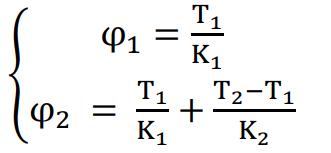 φ₁ = T₁/K₁
φ₂ = T₁/K₁ + (T₂−T₁)/K₂